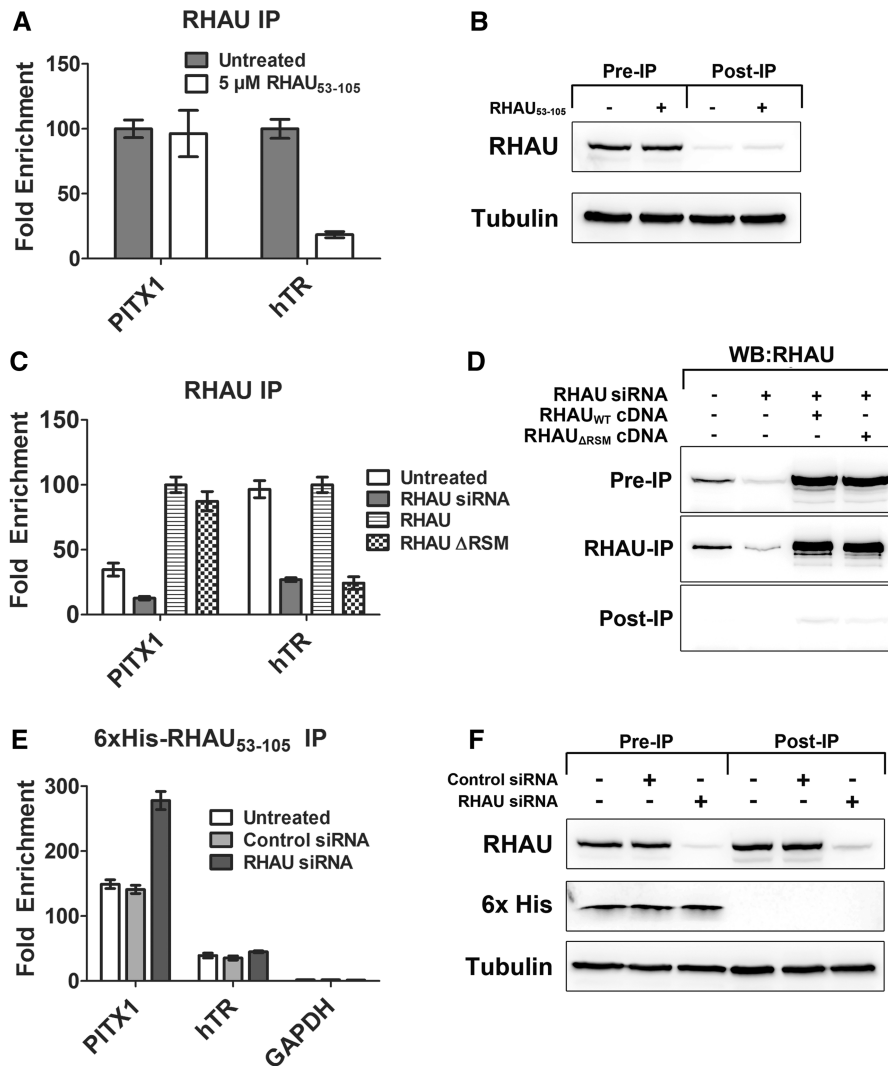 A
RHAU IP
Untreated
5 µM RHAU53-105
Fold Enrichment
150
100
50
0
PITX1
hTR
B
Pre-IP
Post-IP
RHAU53-105
-
+
-
+
RHAU
Tubulin
C
RHAU IP
Fold Enrichment
150
100
50
0
Untreated
RHAU siRNA
RHAU
RHAU ΔRSM
PITX1
hTR
D
WB:RHAU
RHAU siRNA - + + +
RHAUWT cDNA - - + -
RHAUΔRSM cDNA - - - +
Pre-IP
RHAU-IP
Post-IP
E
6xHis-RHAU53-105 IP
Fold Enrichment
300
200
150
100
50
0
Untreated
Control siRNA
RHAU siRNA
PITX1
hTR
GAPDH
F
Pre-IP
Post-IP
Control siRNA - + - - + -
RHAU siRNA - - + - - +
RHAU
6x His
Tubulin